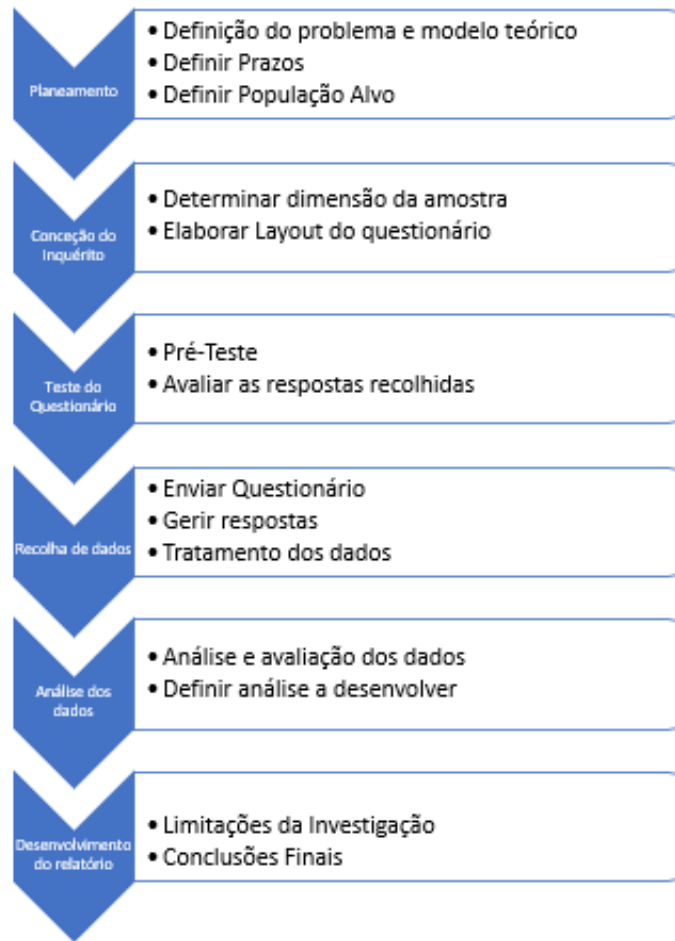 Planeamento
• Definição do problema e modelo teórico
• Definir Prazos
• Definir População Alvo
Conceção do
Inquérito
• Determinar dimensão da amostra
• Elaborar Layout do questionário
Teste do
Questionário
• Pré-Teste
• Avaliar as respostas recolhidas
Recolha de dados
• Enviar Questionário
• Gerir respostas
• Tratamento dos dados
Análise dos
dados
• Análise e avaliação dos dados
• Definir análise a desenvolver
Desenvolvimento
do relatório
• Limitações da Investigação
• Conclusões Finais